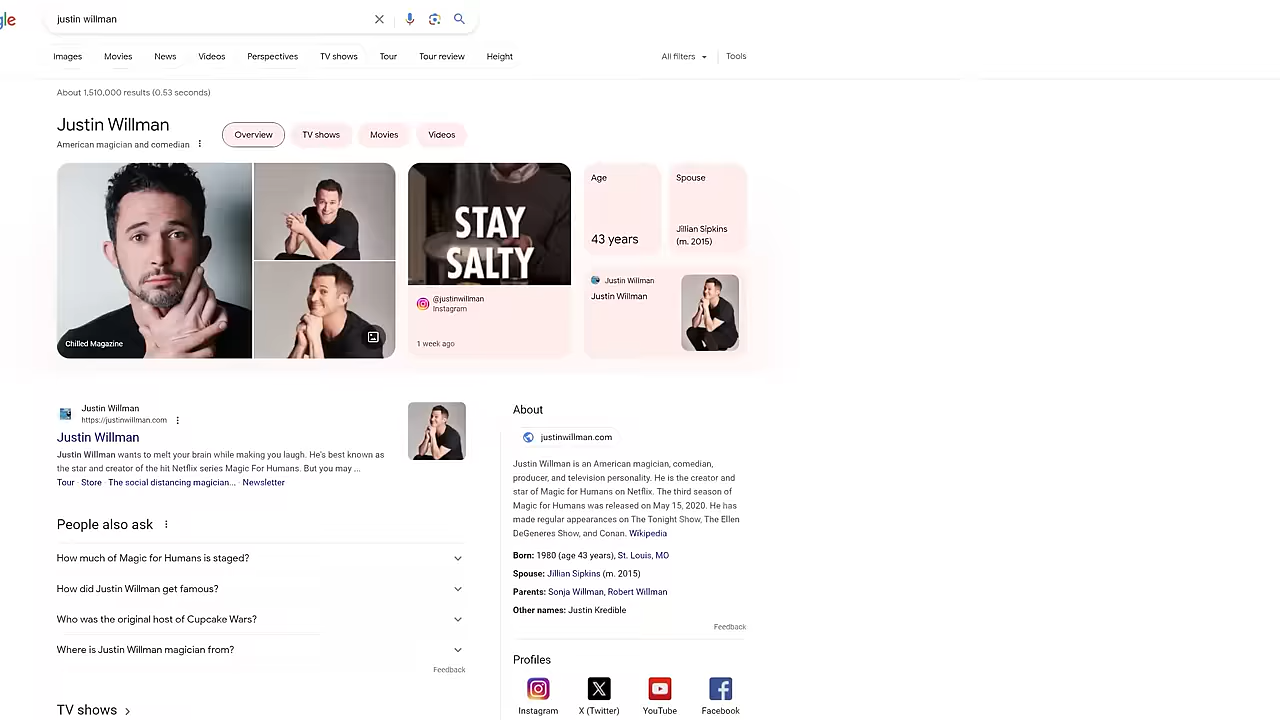 gle
justin willman
Images Movies News Videos Perspectives TV shows Tour Tour review Height All filters Tools
About 1,510,000 results (0.53 seconds)
Justin Willman
American magician and comedian
Overview TV shows Movies Videos
Chilled Magazine
STAY
SALTY
@justinwillman
Instagram
1 week ago
Age
43 years
Spouse
Jillian Sipkins
(m. 2015)
Justin Willman
Justin Willman
Justin Willman
https://justinwillman.com
Justin Willman
Justin Willman wants to melt your brain while making you laugh. He's best known as
the star and creator of the hit Netflix series Magic For Humans. But you may ...
Tour · Store · The social distancing magician... · Newsletter
People also ask
How much of Magic for Humans is staged?
How did Justin Willman get famous?
Who was the original host of Cupcake Wars?
Where is Justin Willman magician from?
Feedback
TV shows
About
justinwillman.com
Justin Willman is an American magician, comedian,
producer, and television personality. He is the creator and
star of Magic for Humans on Netflix. The third season of
Magic for Humans was released on May 15, 2020. He has
made regular appearances on The Tonight Show, The Ellen
DeGeneres Show, and Conan. Wikipedia
Born: 1980 (age 43 years), St. Louis, MO
Spouse: Jillian Sipkins (m. 2015)
Parents: Sonja Willman, Robert Willman
Other names: Justin Kredible
Feedback
Profiles
Instagram X (Twitter) YouTube Facebook